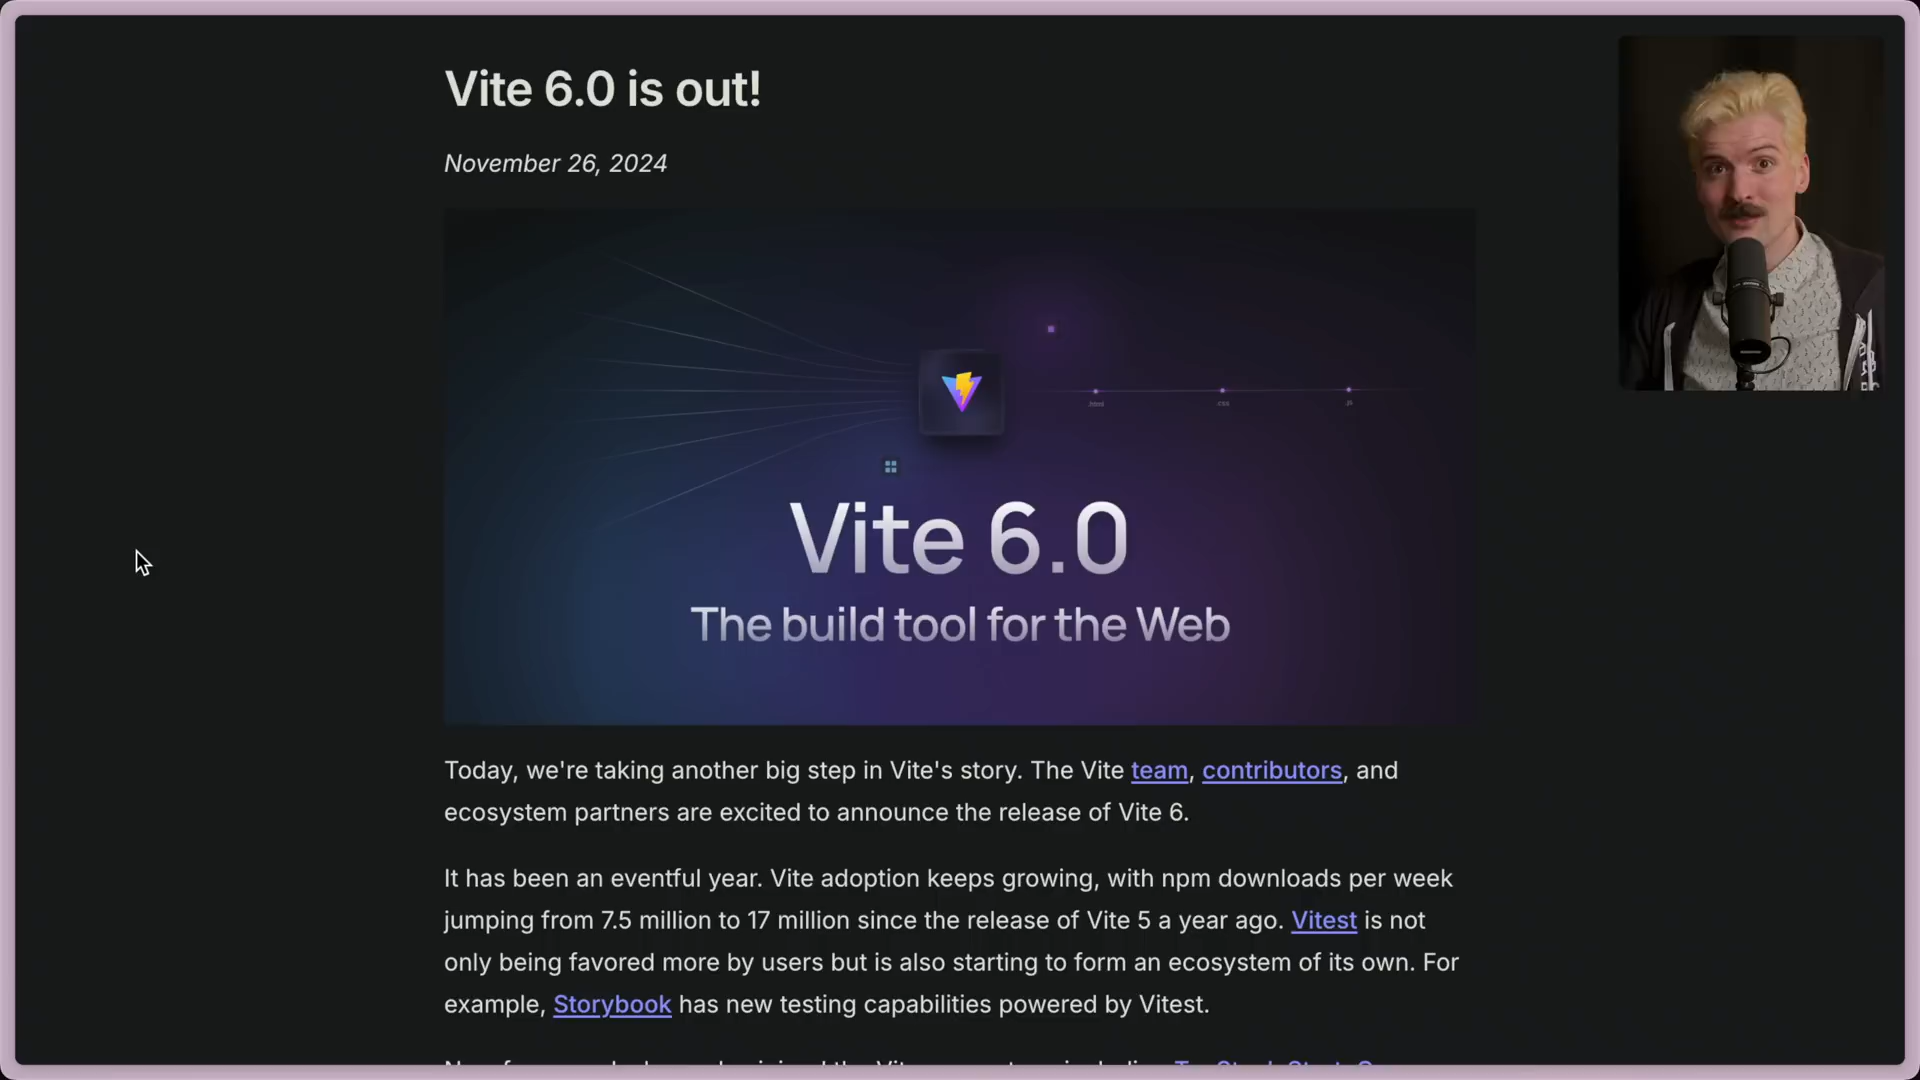 Vite 6.0 is out!
November 26, 2024
.html
.css
.js
Vite 6.0
The build tool for the Web
Today, we're taking another big step in Vite's story. The Vite team, contributors, and
ecosystem partners are excited to announce the release of Vite 6.
It has been an eventful year. Vite adoption keeps growing, with npm downloads per week
jumping from 7.5 million to 17 million since the release of Vite 5 a year ago. Vitest is not
only being favored more by users but is also starting to form an ecosystem of its own. For
example, Storybook has new testing capabilities powered by Vitest.